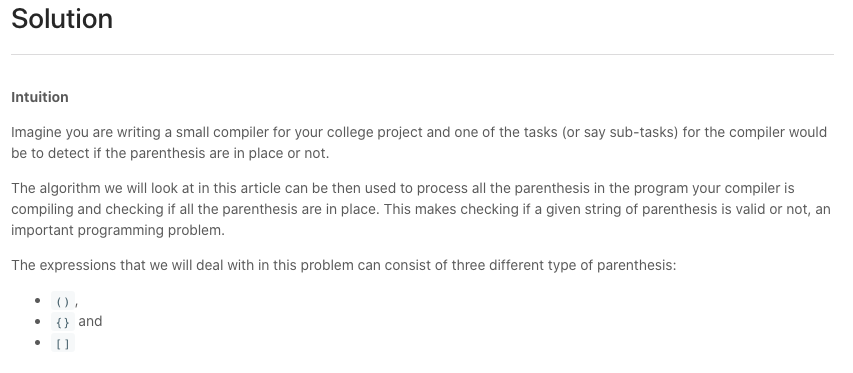 Solution
Intuition
Imagine you are writing a small compiler for your college project and one of the tasks (or say sub-tasks) for the compiler would
be to detect if the parenthesis are in place or not.
The algorithm we will look at in this article can be then used to process all the parenthesis in the program your compiler is
compiling and checking if all the parenthesis are in place. This makes checking if a given string of parenthesis is valid or not, an
important programming problem.
The expressions that we will deal with in this problem can consist of three different type of parenthesis:
• (),
• {} and
• []